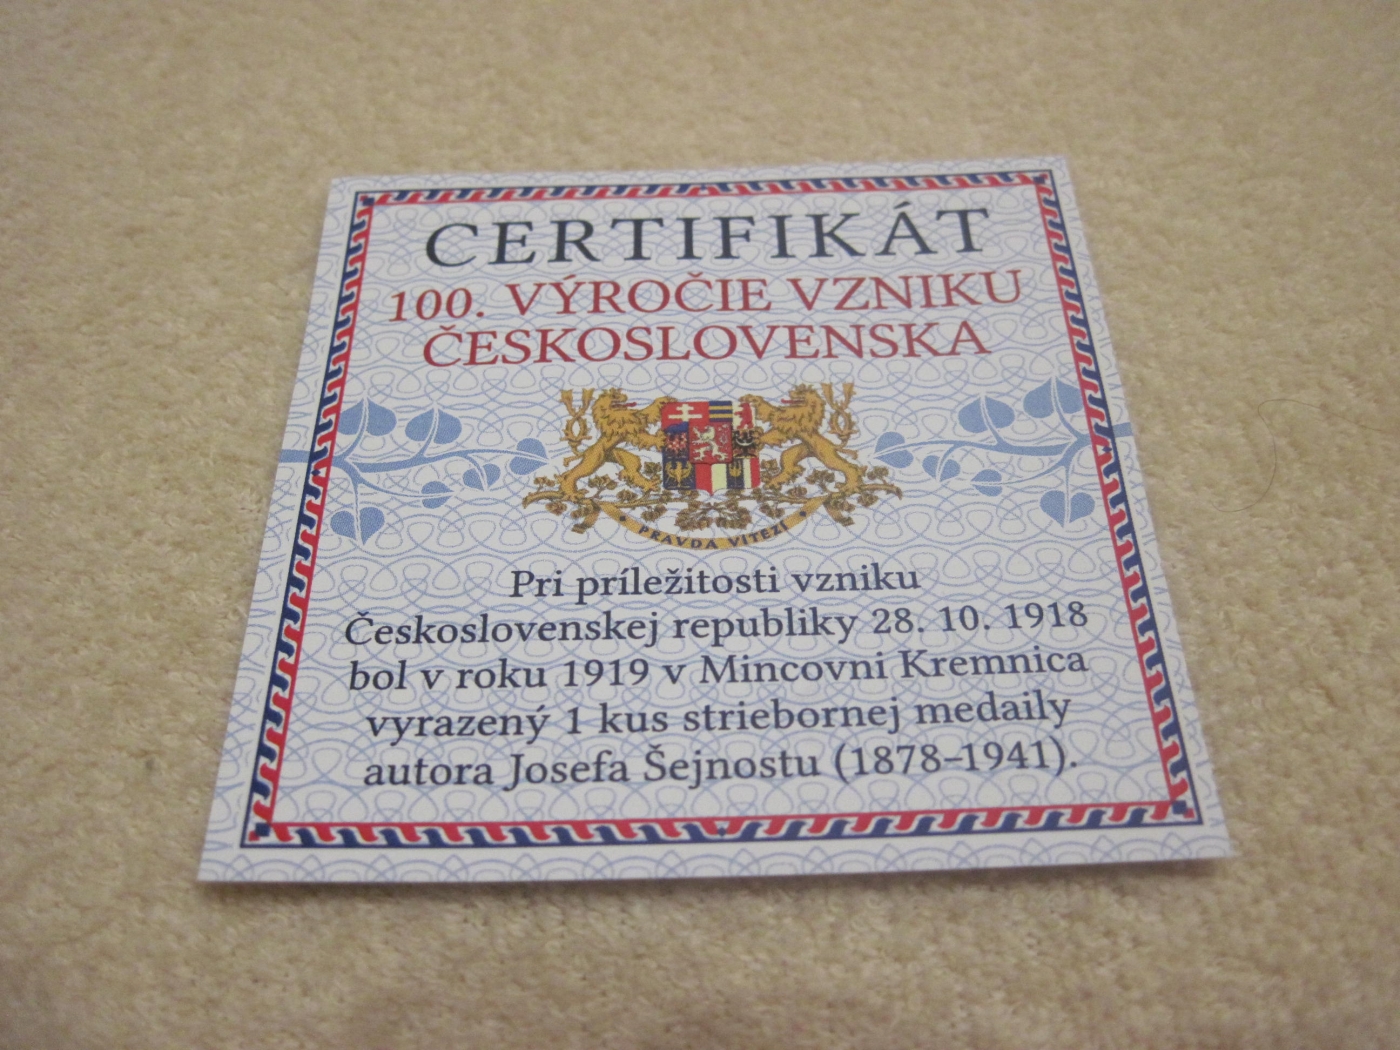 CERTIFIKÁT
100. VÝROČIE VZNIKU
ČESKOSLOVENSKA
PRAVDA VÍTĚZÍ
Pri príležitosti vzniku
Československej republiky 28. 10. 1918
bol v roku 1919 v Mincovni Kremnica
vyrazený 1 kus striebornej medaily
autora Josefa Šejnostu (1878–1941).